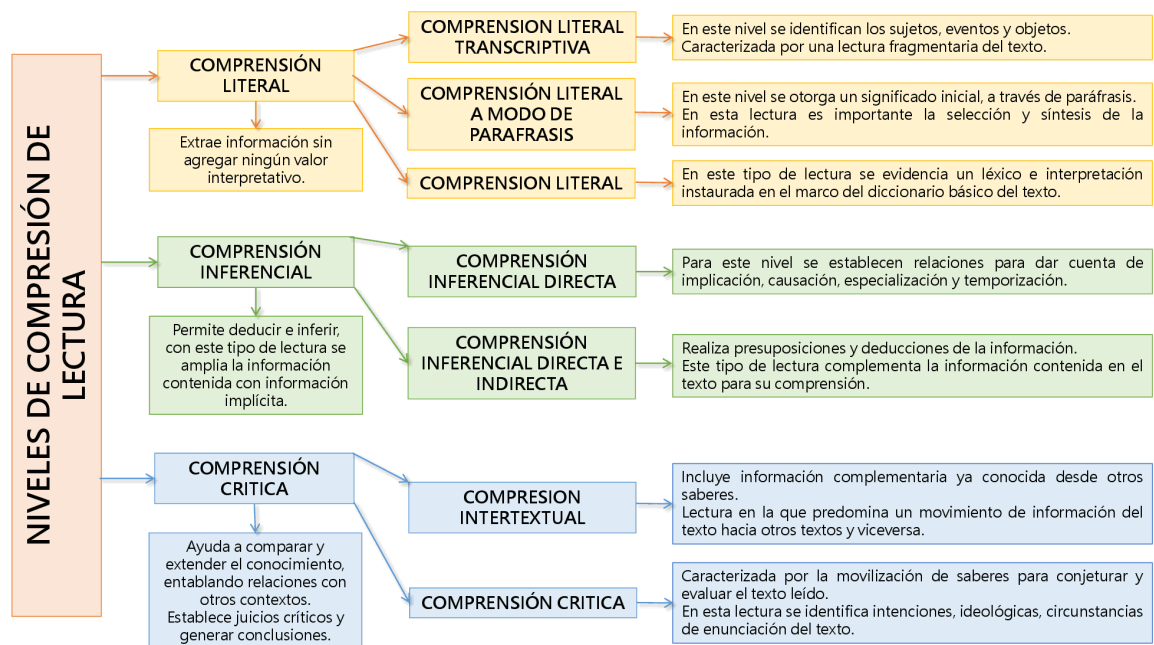 NIVELES DE COMPRESIÓN DE
LECTURA
COMPRENSIÓN
LITERAL
Extrae información sin
agregar ningún valor
interpretativo.
COMPRENSION LITERAL
TRANSCRIPTIVA
En este nivel se identifican los sujetos, eventos y objetos.
Caracterizada por una lectura fragmentaria del texto.
COMPRENSIÓN LITERAL
A MODO DE
PARAFRASIS
En este nivel se otorga un significado inicial, a través de paráfrasis.
En esta lectura es importante la selección y síntesis de la
información.
COMPRENSION LITERAL
En este tipo de lectura se evidencia un léxico e interpretación
instaurada en el marco del diccionario básico del texto.
COMPRENSIÓN
INFERENCIAL
Permite deducir e inferir,
con este tipo de lectura se
amplia la información
contenida con información
implícita.
COMPRENSIÓN
INFERENCIAL DIRECTA
Para este nivel se establecen relaciones para dar cuenta de
implicación, causación, especialización y temporización.
COMPRENSIÓN
INFERENCIAL DIRECTA E
INDIRECTA
Realiza presuposiciones y deducciones de la información.
Este tipo de lectura complementa la información contenida en el
texto para su comprensión.
COMPRENSIÓN
CRITICA
Ayuda a comparar y
extender el conocimiento,
entablando relaciones con
otros contextos.
Establece juicios críticos y
generar conclusiones.
COMPRESION
INTERTEXTUAL
Incluye información complementaria ya conocida desde otros
saberes.
Lectura en la que predomina un movimiento de información del
texto hacia otros textos y viceversa.
COMPRENSIÓN CRITICA
Caracterizada por la movilización de saberes para conjeturar y
evaluar el texto leído.
En esta lectura se identifica intenciones, ideológicas, circunstancias
de enunciación del texto.